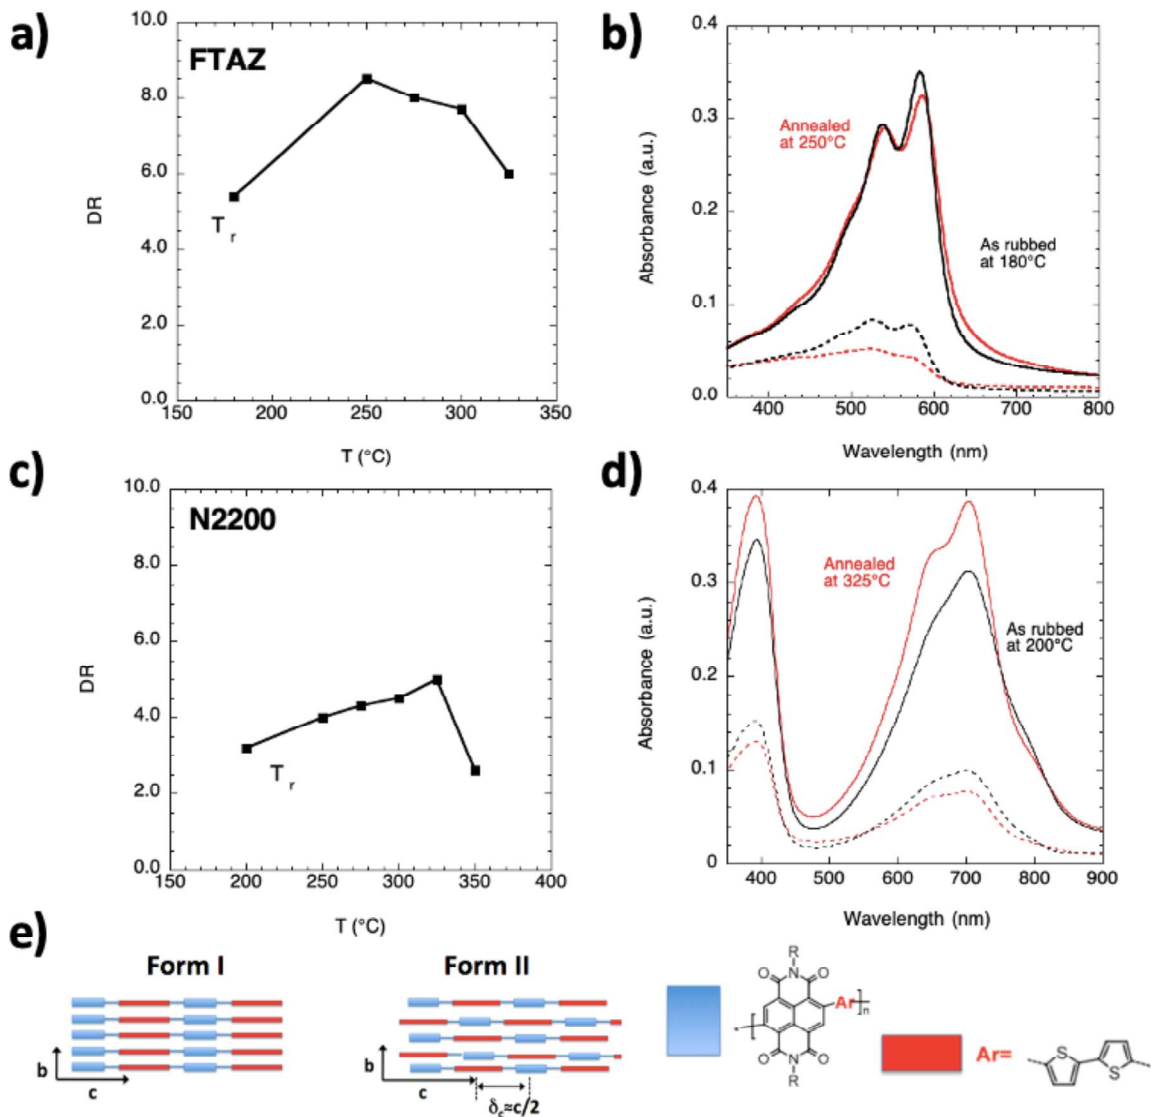 a)
FTAZ
10.0
8.0
6.0
4.0
2.0
0.0
DR
T r
150 200 250 300 350
T (°C)
b)
0.4
0.3
0.2
0.1
0.0
Absorbance (a.u.)
Annealed
at 250°C
As rubbed
at 180°C
400 500 600 700 800
Wavelength (nm)
c)
N2200
10.0
8.0
6.0
4.0
2.0
0.0
DR
T r
150 200 250 300 350 400
T (°C)
d)
0.4
0.3
0.2
0.1
0
Absorbance (a.u.)
Annealed
at 325°C
As rubbed
at 200°C
400 500 600 700 800 900
Wavelength (nm)
e)
Form I
b
c
Form II
b
c
δc≈c/2
R
O N O
Ar
n
O N O
R
Ar=
S
S